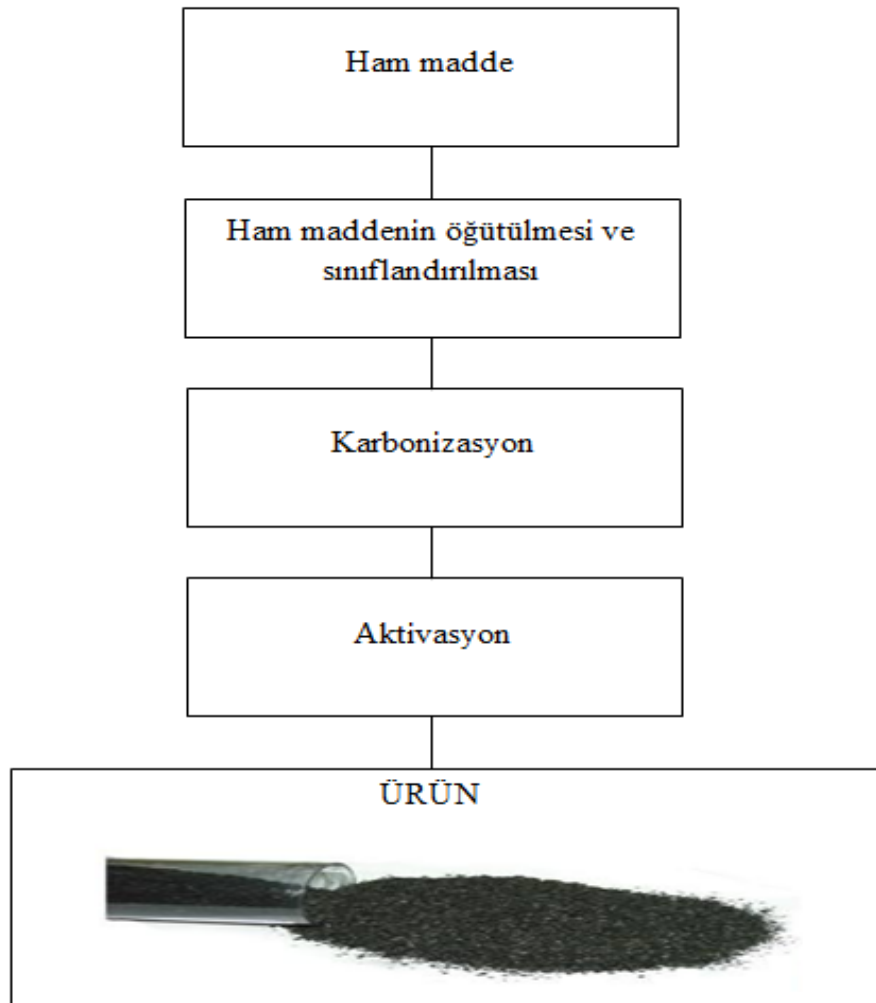 Ham madde
Ham maddenin öğütülmesi ve
sınıflandırılması
Karbonizasyon
Aktivasyon
ÜRÜN